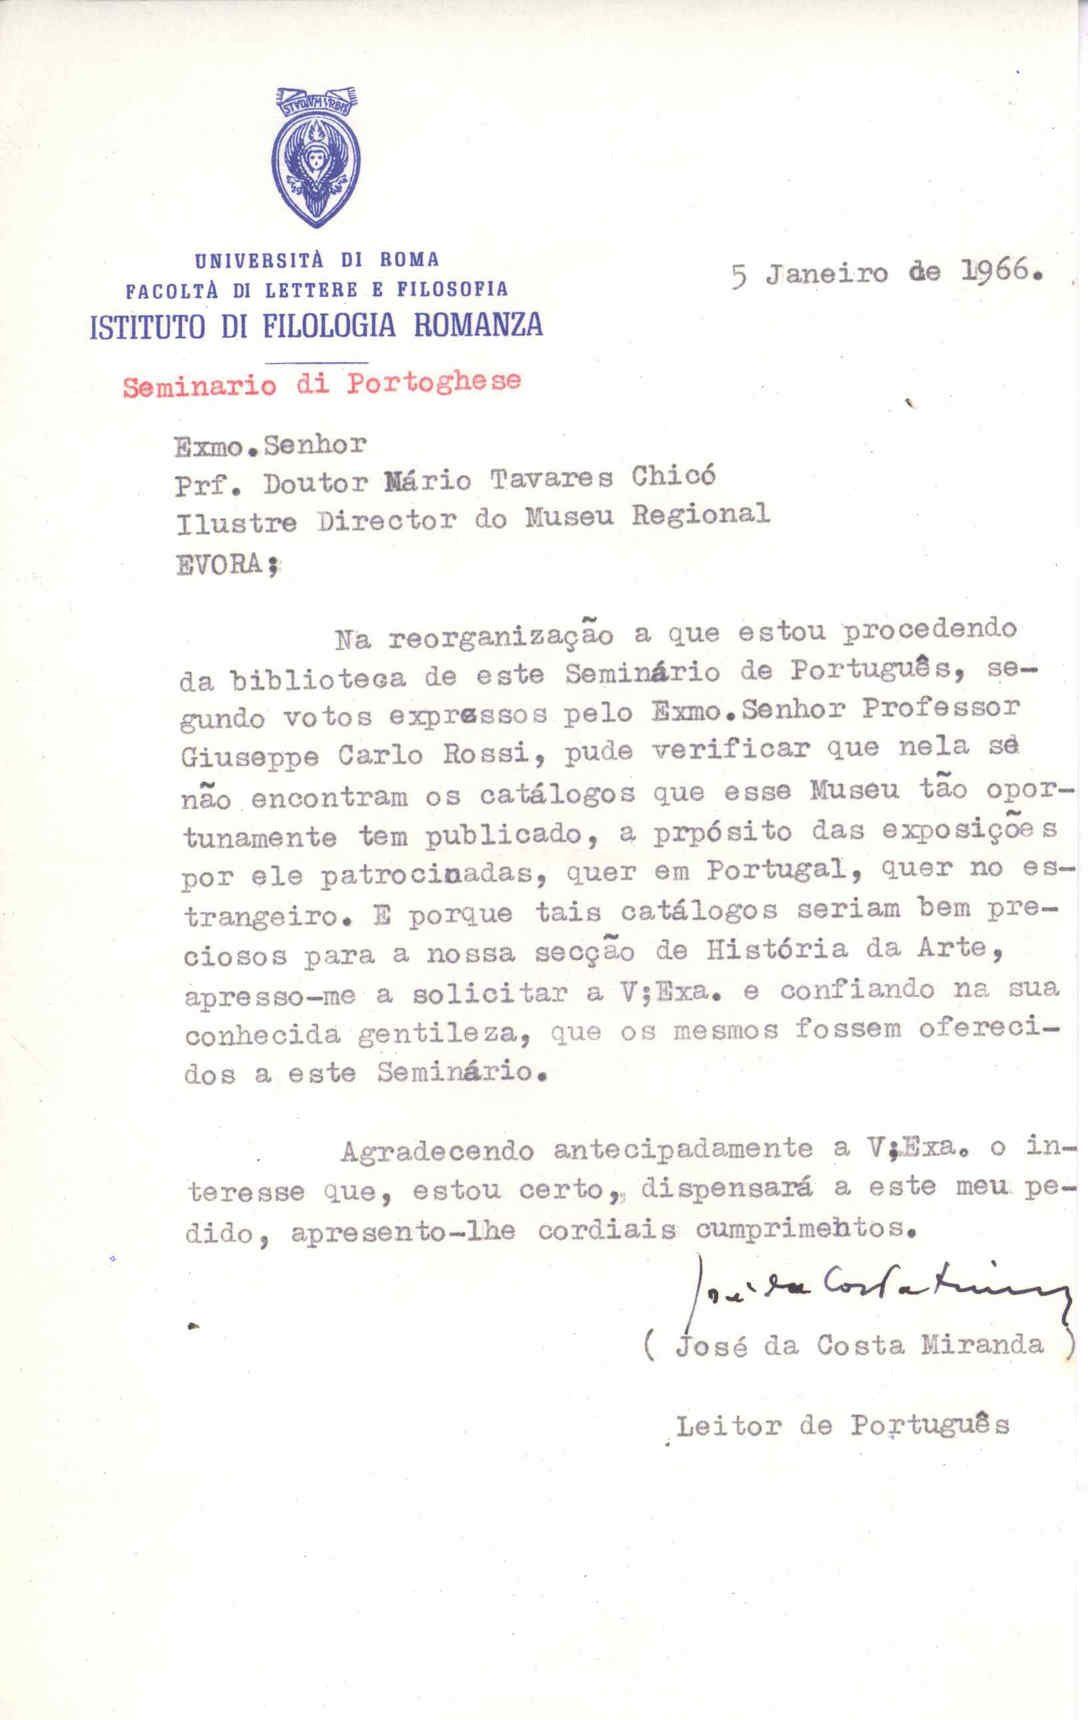 STVDIVM VRBIS
UNIVERSITÀ DI ROMA
FACOLTÀ DI LETTERE E FILOSOFIA
ISTITUTO DI FILOLOGIA ROMANZA
5 Janeiro de 1966.
Seminario di Portoghese
Exmo.Senhor
Prf. Doutor Mário Tavares Chicó
Ilustre Director do Museu Regional
EVORA;
Na reorganização a que estou procedendo
da biblioteca de este Seminário de Português, se-
gundo votos expressos pelo Exmo.Senhor Professor
Giuseppe Carlo Rossi, pude verificar que nela se
não encontram os catálogos que esse Museu tão opor-
tunamente tem publicado, a prpósito das exposições
por ele patrocinadas, quer em Portugal, quer no es-
trangeiro. E porque tais catálogos seriam bem pre-
ciosos para a nossa secção de História da Arte,
apresso-me a solicitar a V;Exa. e confiando na sua
conhecida gentileza, que os mesmos fossem ofereci-
dos a este Seminário.
Agradecendo antecipadamente a V;Exa. o in-
teresse que, estou certo, dispensará a este meu pe-
dido, apresento-lhe cordiais cumprimentos.
José da Costa Miranda
( José da Costa Miranda )
Leitor de Português